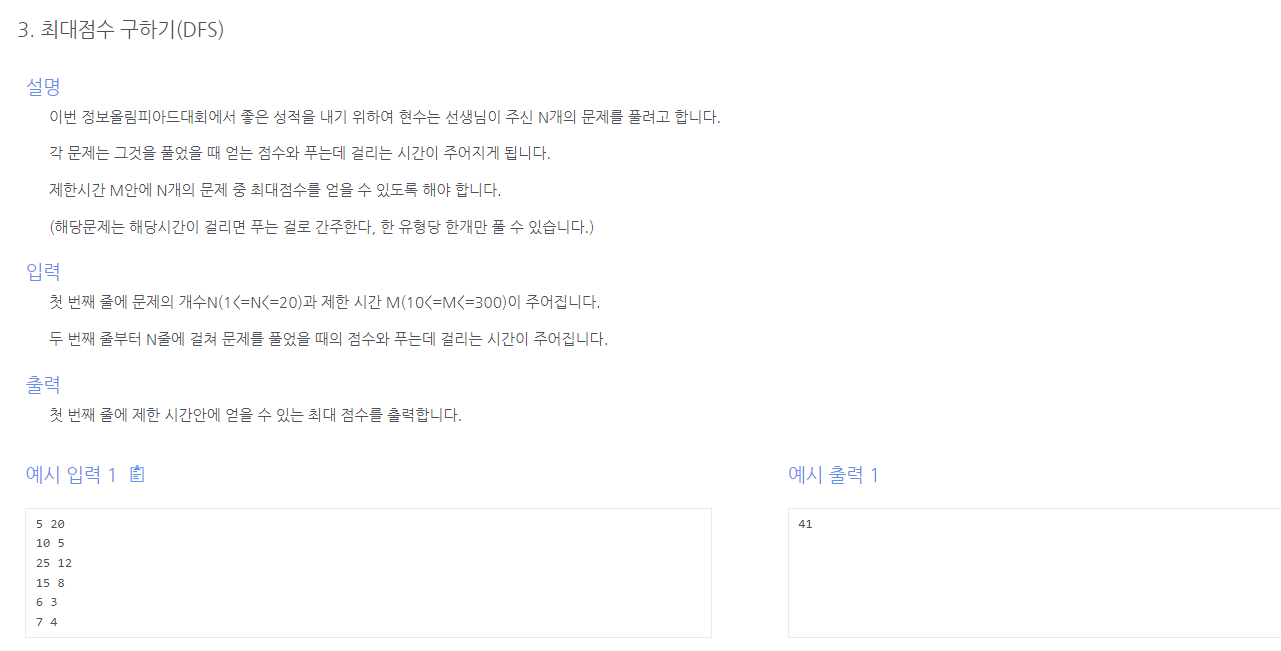 3. 최대점수 구하기(DFS)
설명
이번 정보올림피아드대회에서 좋은 성적을 내기 위하여 현수는 선생님이 주신 N개의 문제를 풀려고 합니다.
각 문제는 그것을 풀었을 때 얻는 점수와 푸는데 걸리는 시간이 주어지게 됩니다.
제한시간 M안에 N개의 문제 중 최대점수를 얻을 수 있도록 해야 합니다.
(해당문제는 해당시간이 걸리면 푸는 걸로 간주한다, 한 유형당 한개만 풀 수 있습니다.)
입력
첫 번째 줄에 문제의 개수N(1<=N<=20)과 제한 시간 M(10<=M<=300)이 주어집니다.
두 번째 줄부터 N줄에 걸쳐 문제를 풀었을 때의 점수와 푸는데 걸리는 시간이 주어집니다.
출력
첫 번째 줄에 제한 시간안에 얻을 수 있는 최대 점수를 출력합니다.
예시 입력 1
5 20
10 5
25 12
15 8
6 3
7 4
예시 출력 1
41